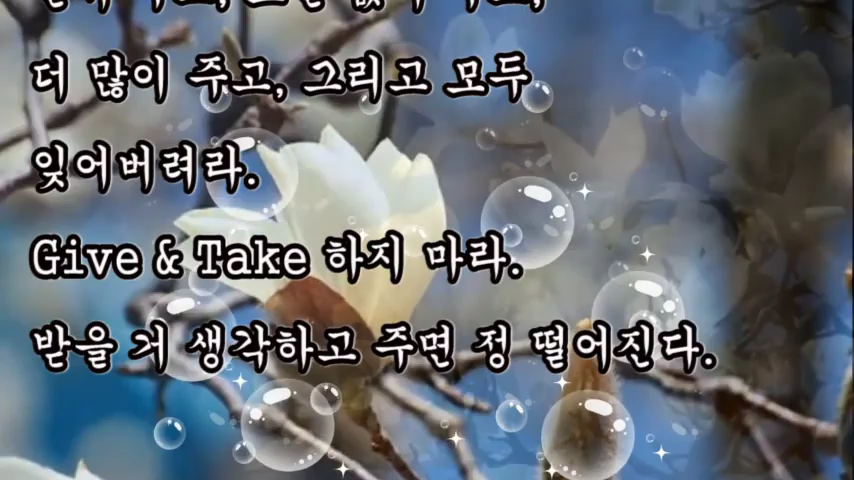 더 많이 주고, 그리고 모두
잊어버려라.
Give & Take 하지 마라.
받을 거 생각하고 주면 정 떨어진다.